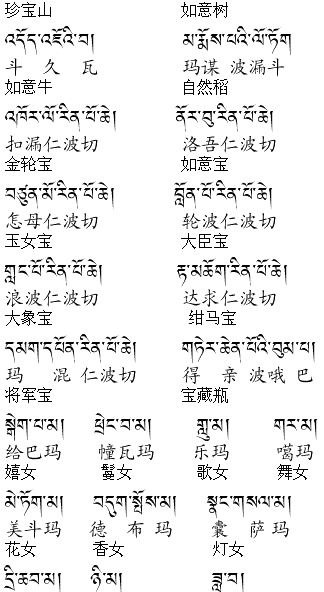 珍宝山 如意树
འདོད་འཇོའི་བ། མ་རྨོས་པའི་ལོ་ཏོག
斗 久 瓦 玛谋 波漏斗
如意牛 自然稻
འཁོར་ལོ་རིན་པོ་ཆེ། ནོར་བུ་རིན་པོ་ཆེ།
扣漏仁波切 洛吾仁波切
金轮宝 如意宝
བཙུན་མོ་རིན་པོ་ཆེ། བློན་པོ་རིན་པོ་ཆེ།
怎母仁波切 轮波仁波切
玉女宝 大臣宝
གླང་པོ་རིན་པོ་ཆེ། རྟ་མཆོག་རིན་པོ་ཆེ།
浪波仁波切 达求仁波切
大象宝 绀马宝
དམག་དཔོན་རིན་པོ་ཆེ། གཏེར་ཆེན་པོའི་བུམ་པ།
玛 混 仁波切 得 亲 波哦 巴
将军宝 宝藏瓶
སྒེག་པ་མ། ཕྲེང་བ་མ། གླུ་མ། གར་མ།
给巴玛 幢瓦玛 乐玛 噶玛
嬉女 鬘女 歌女 舞女
མེ་ཏོག་མ། བདུག་སྤོས་མ། སྣང་གསལ་མ།
美斗玛 德 布 玛 囊 萨玛
花女 香女 灯女
དྲི་ཆབ་མ། ཉི་མ། ཟླ་བ།